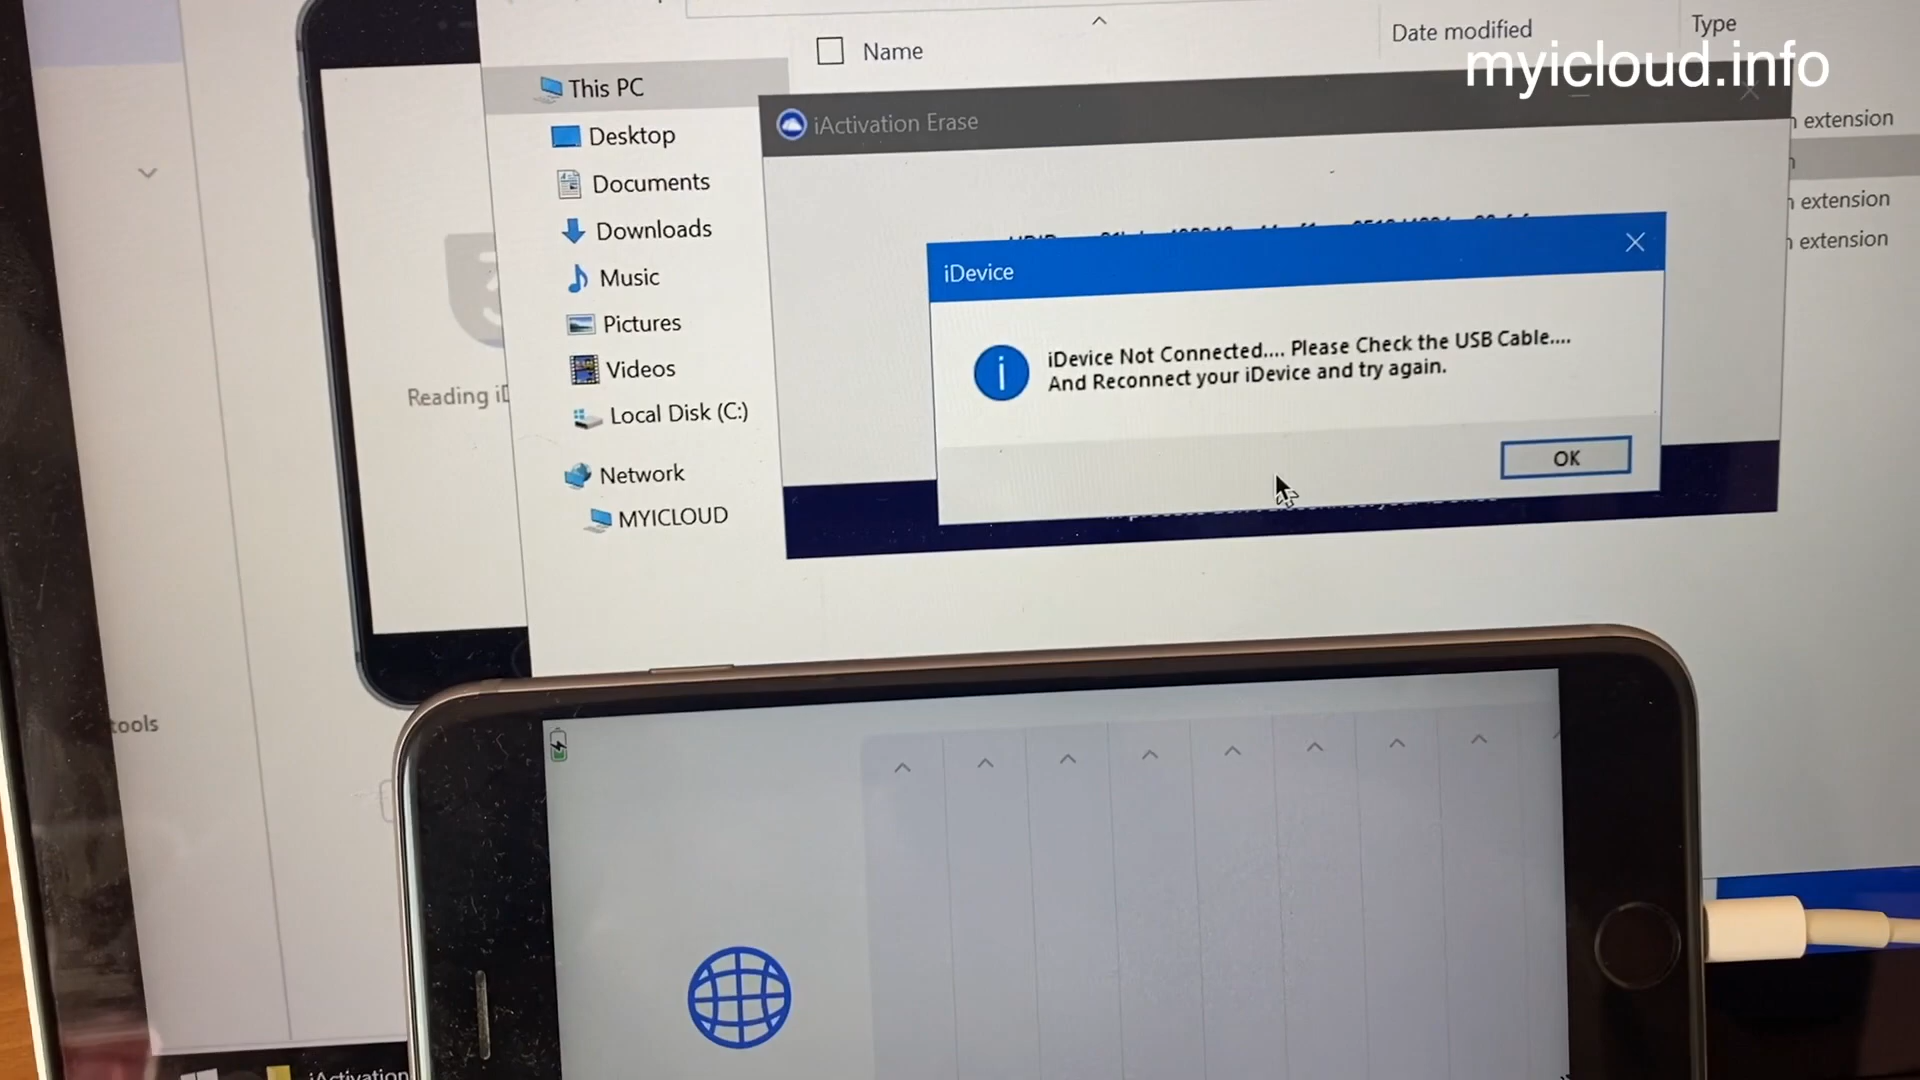 Name
Date modified
Type
myicloud.info
This PC
Desktop
Documents
Downloads
Music
Pictures
Videos
Local Disk (C:)
Network
MYICLOUD
iActivation Erase
extension
extension
extension
iDevice
iDevice Not Connected.... Please Check the USB Cable....
And Reconnect your iDevice and try again.
OK
Reading
tools
iActivation